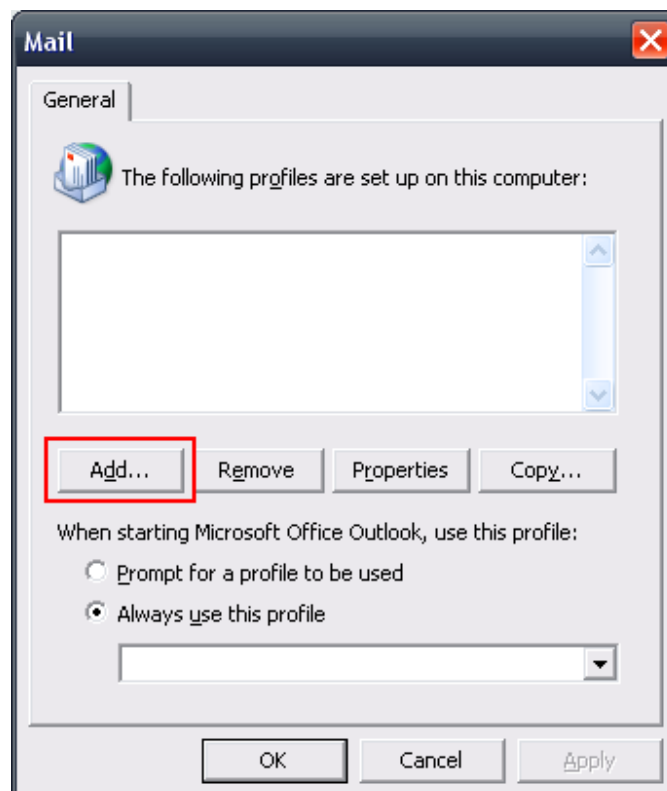 Mail
General
The following profiles are set up on this computer:
Add...
Remove
Properties
Copy...
When starting Microsoft Office Outlook, use this profile:
Prompt for a profile to be used
Always use this profile
OK
Cancel
Apply